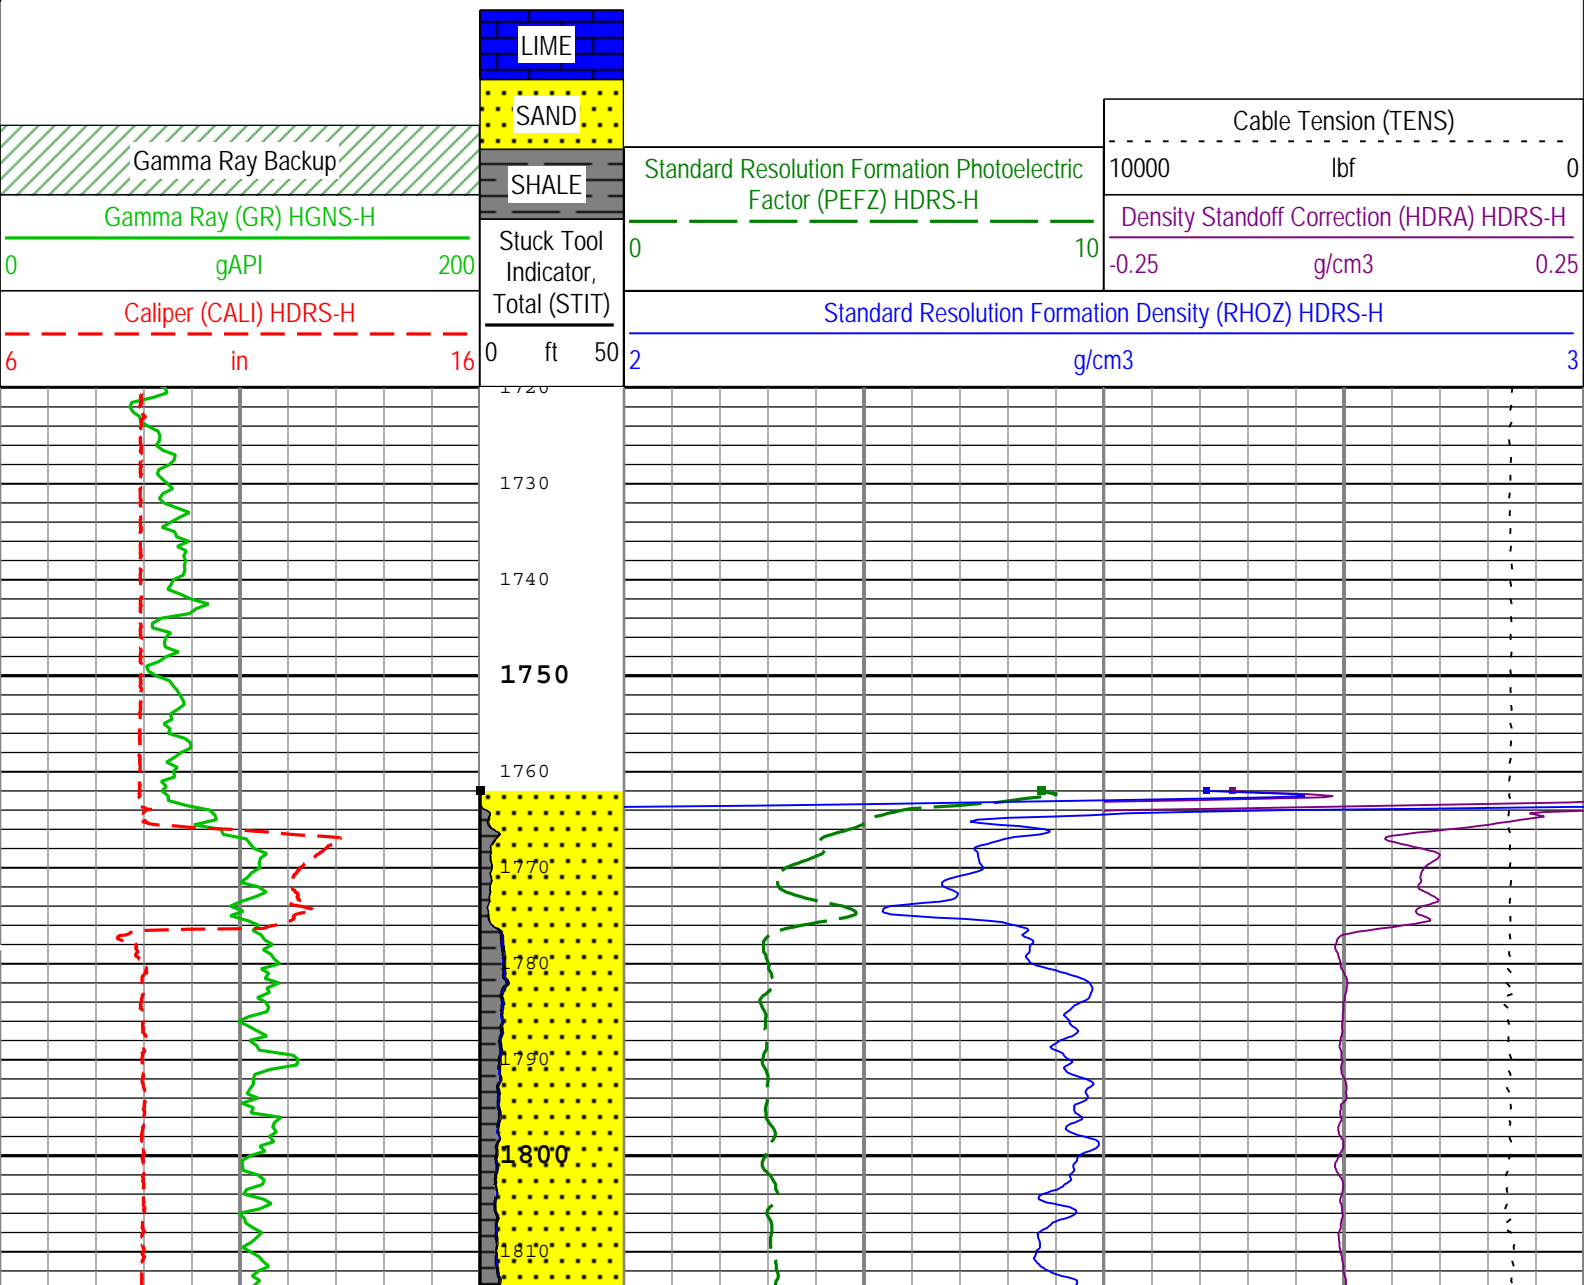 LIME
SAND
SHALE
Stuck Tool
Indicator,
Total (STIT)
0 ft 50
Gamma Ray Backup
Gamma Ray (GR) HGNS-H
0 gAPI 200
Caliper (CALI) HDRS-H
6 in 16
Standard Resolution Formation Photoelectric
Factor (PEFZ) HDRS-H
0 10
Cable Tension (TENS)
10000 lbf 0
Density Standoff Correction (HDRA) HDRS-H
-0.25 g/cm3 0.25
Standard Resolution Formation Density (RHOZ) HDRS-H
2 g/cm3 3
1720
1730
1740
1750
1760
1770
1780
1790
1800
1810